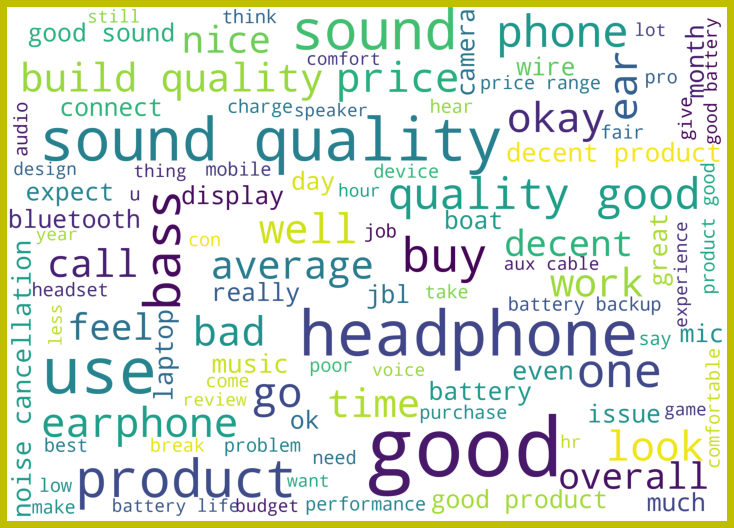 still
think
good sound
nice
sound
phone
lot
camera
comfort
build quality
price
wire
price range
pro
month
good battery
connect
charge
speaker
hear
ear
give
audio
okay
fair
sound quality
decent product
design
thing
mobile
device
day
hour
expect
u
display
quality good
product good
bluetooth
bass
well
job
boat
great
year
con
buy
decent
experience
call
average
aux cable
work
headset
really
jbl
take
battery backup
noise cancellation
less
feel
laptop
bad
headphone
say
mic
use
music
poor
voice
even
one
comfortable
come
go
review
time
battery
earphone
ok
purchase
issue
game
best
break
problem
good
hr
look
need
product
overall
low
want
make
battery life
budget
performance
good product
much